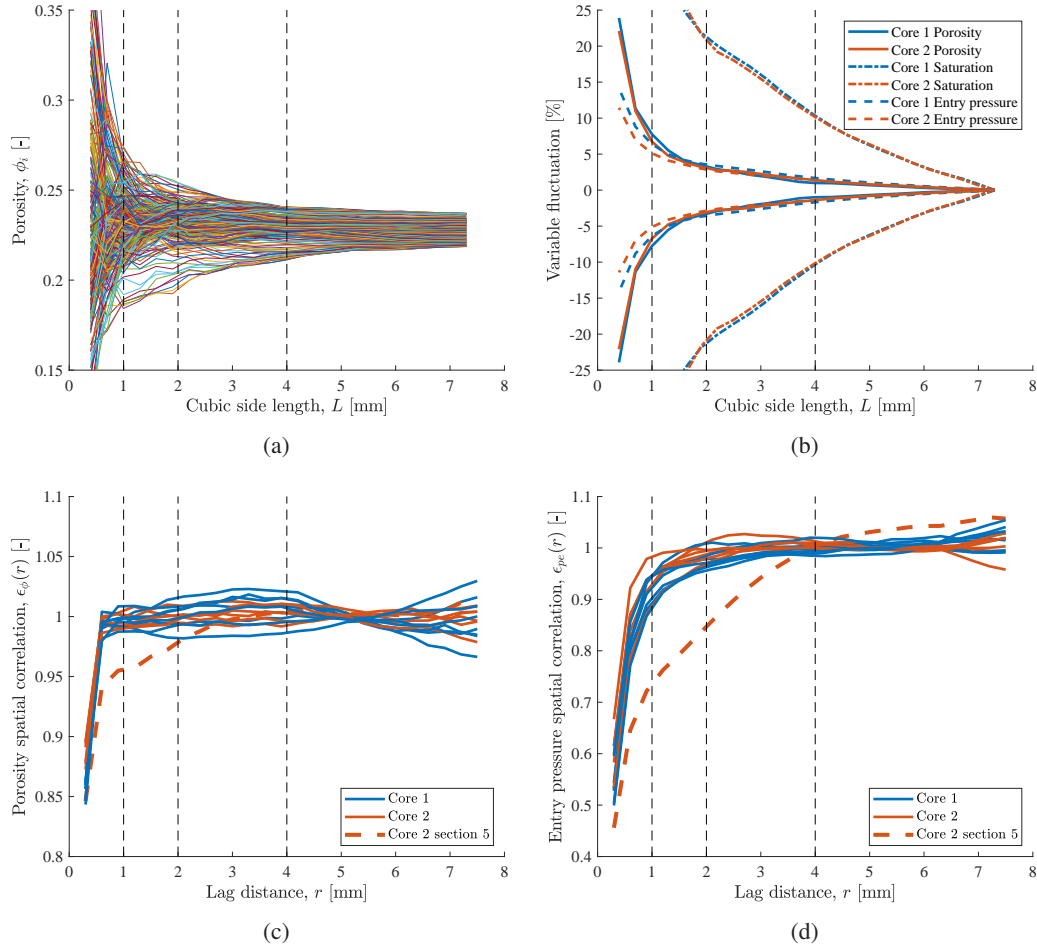 0.35
0.3
0.25
0.2
0.15
Porosity, ϕᵢ [-]
0 1 2 3 4 5 6 7 8
Cubic side length, L [mm]
(a)
25
20
15
10
5
0
-5
-10
-15
-20
-25
Variable fluctuation [%]
Core 1 Porosity
Core 2 Porosity
Core 1 Saturation
Core 2 Saturation
Core 1 Entry pressure
Core 2 Entry pressure
0 1 2 3 4 5 6 7 8
Cubic side length, L [mm]
(b)
1.1
1.05
1
0.95
0.9
0.85
0.8
Porosity spatial correlation, ϵ_ϕ(r) [-]
Core 1
Core 2
Core 2 section 5
0 1 2 3 4 5 6 7 8
Lag distance, r [mm]
(c)
1.1
1
0.9
0.8
0.7
0.6
0.5
0.4
Entry pressure spatial correlation, ϵ_pe(r) [-]
Core 1
Core 2
Core 2 section 5
0 1 2 3 4 5 6 7 8
Lag distance, r [mm]
(d)